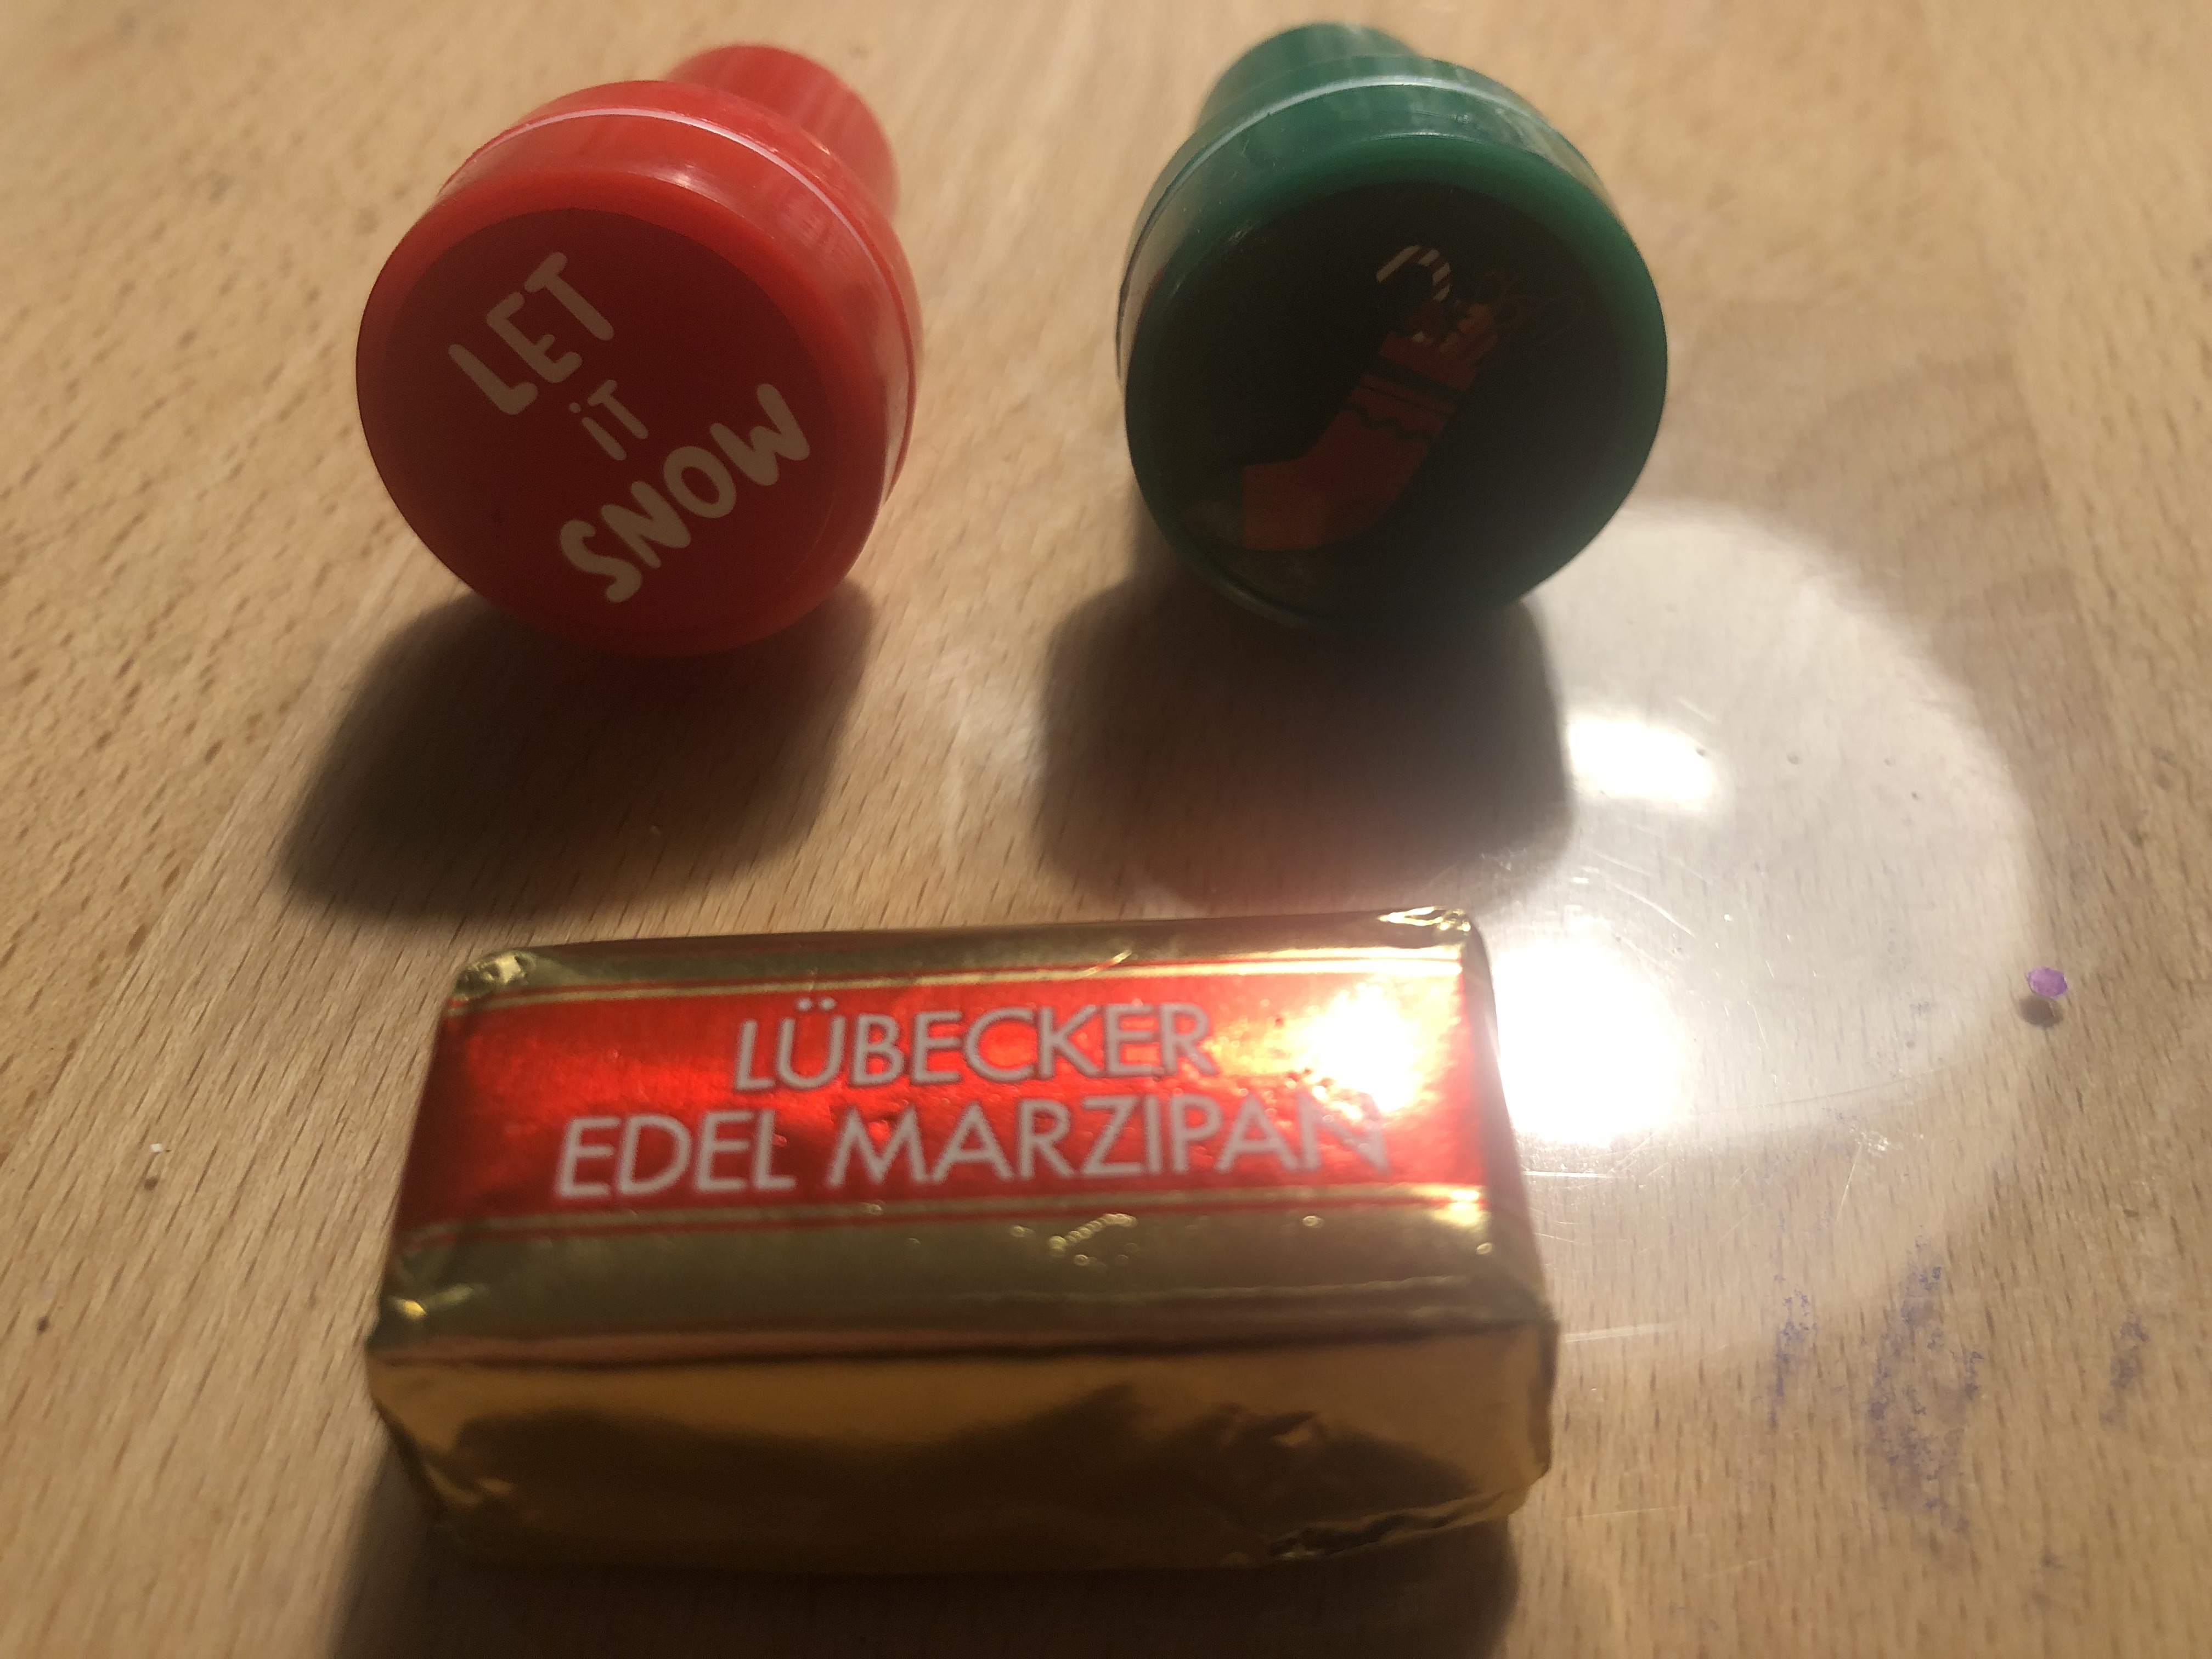 LET
iT
SNOW
LÜBECKER
EDEL MARZIPAN